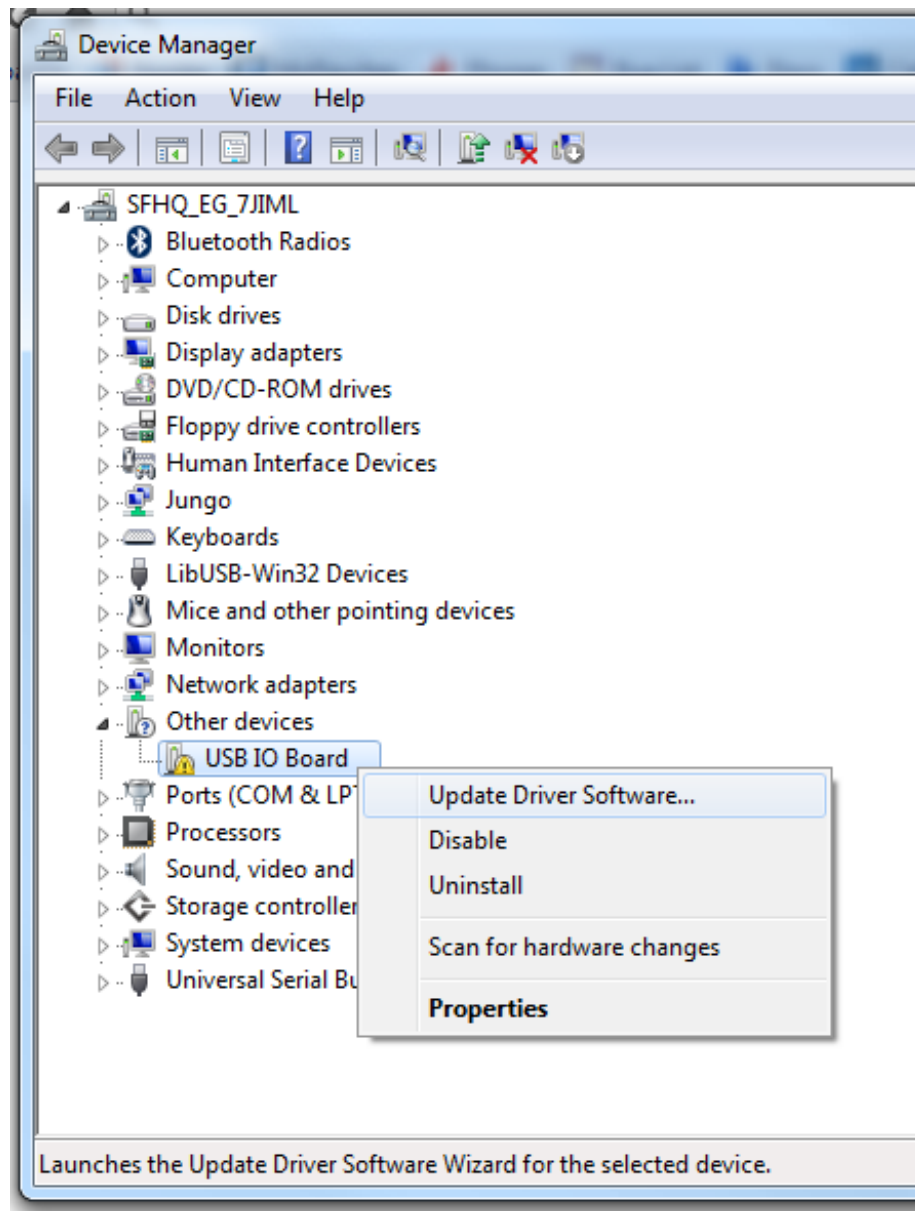 Device Manager
File Action View Help
SFHQ_EG_7JIML
Bluetooth Radios
Computer
Disk drives
Display adapters
DVD/CD-ROM drives
Floppy drive controllers
Human Interface Devices
Jungo
Keyboards
LibUSB-Win32 Devices
Mice and other pointing devices
Monitors
Network adapters
Other devices
USB IO Board
Ports (COM & LPT
Update Driver Software...
Processors
Disable
Sound, video and
Uninstall
Storage controller
System devices
Scan for hardware changes
Universal Serial Bu
Properties
Launches the Update Driver Software Wizard for the selected device.